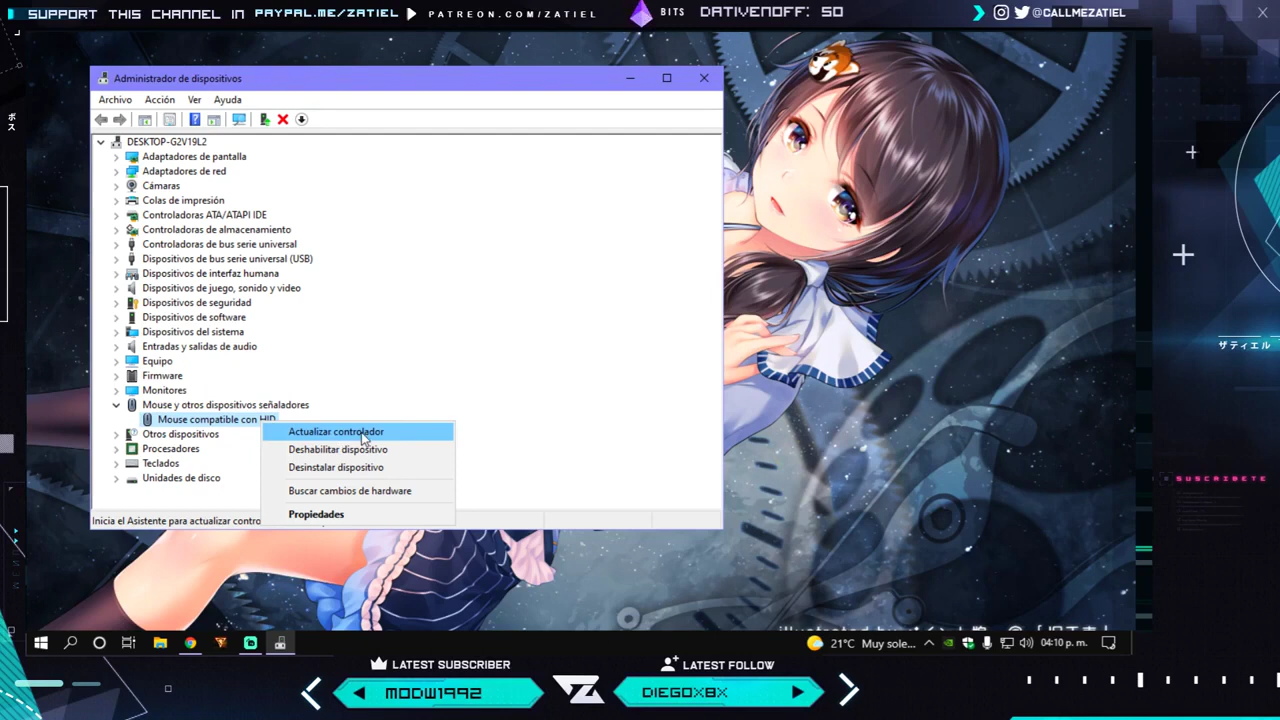 SUPPORT THIS CHANNEL IN PAYPAL.ME/ZATIEL PATREON.COM/ZATIEL BITS DATIVENOFF: 50 @CALLMEZATIEL
ボス
Administrador de dispositivos
Archivo Acción Ver Ayuda
DESKTOP-G2V19L2
Adaptadores de pantalla
Adaptadores de red
Cámaras
Colas de impresión
Controladoras ATA/ATAPI IDE
Controladoras de almacenamiento
Controladoras de bus serie universal
Dispositivos de bus serie universal (USB)
Dispositivos de interfaz humana
Dispositivos de juego, sonido y video
Dispositivos de seguridad
Dispositivos de software
Dispositivos del sistema
Entradas y salidas de audio
Equipo
Firmware
Monitores
Mouse y otros dispositivos señaladores
Mouse compatible con HID
Otros dispositivos
Procesadores
Teclados
Unidades de disco
Actualizar controlador
Deshabilitar dispositivo
Desinstalar dispositivo
Buscar cambios de hardware
Propiedades
Inicia el Asistente para actualizar contro
ザティエル
SUSCRIBETE
21°C Muy sole... 04:10 p. m.
LATEST SUBSCRIBER
MODW1992
LATEST FOLLOW
DIEGOX8X